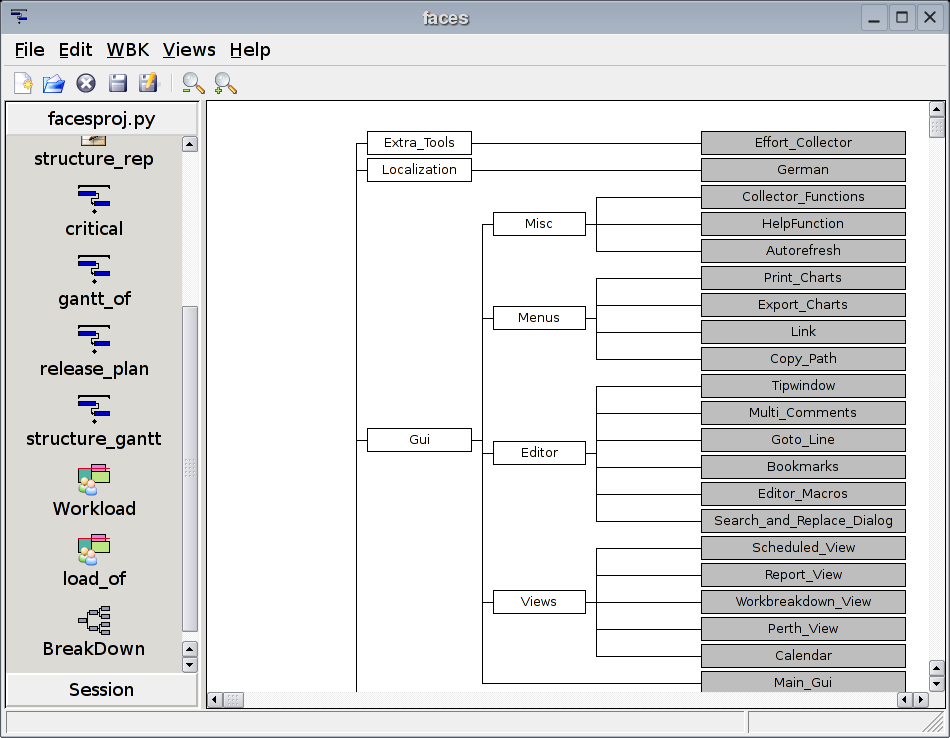 faces
File Edit WBK Views Help
facesproj.py
structure_rep
critical
gantt_of
release_plan
structure_gantt
Workload
load_of
BreakDown
Session
Extra_Tools
Effort_Collector
Localization
German
Gui
Misc
Collector_Functions
HelpFunction
Autorefresh
Menus
Print_Charts
Export_Charts
Link
Copy_Path
Editor
Tipwindow
Multi_Comments
Goto_Line
Bookmarks
Editor_Macros
Search_and_Replace_Dialog
Views
Scheduled_View
Report_View
Workbreakdown_View
Perth_View
Calendar
Main_Gui